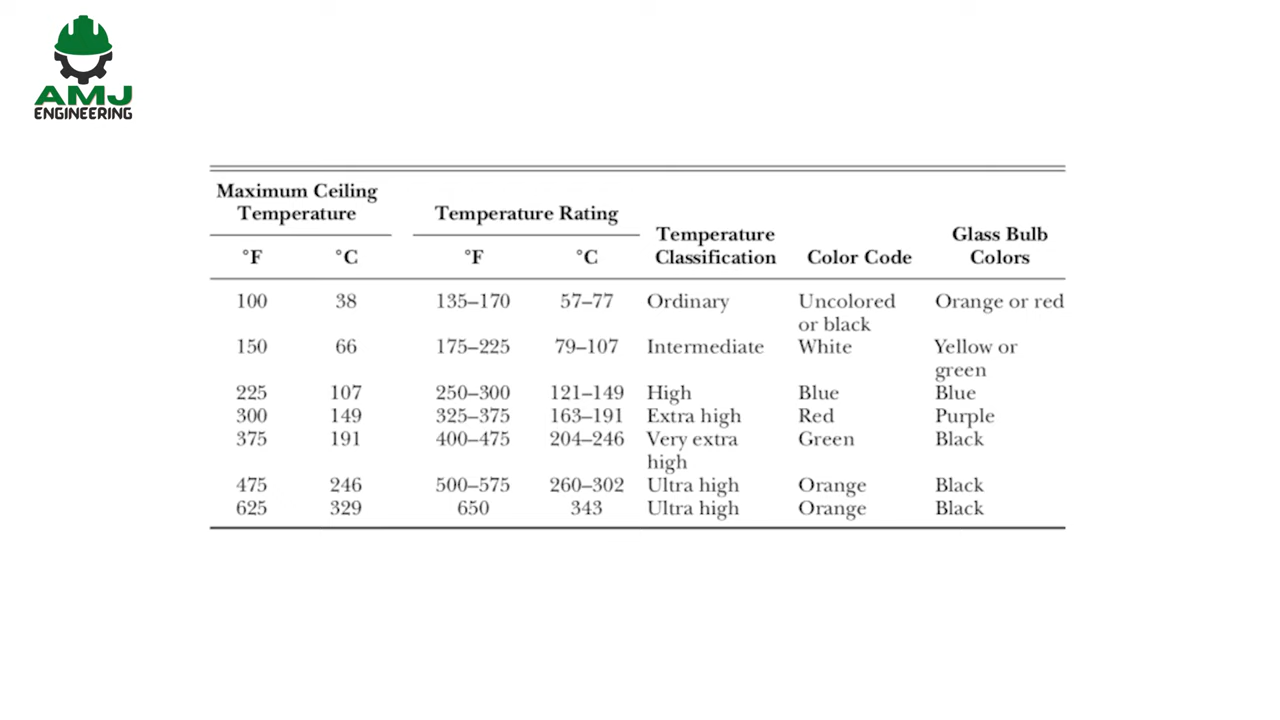 AMJ
ENGINEERING
Maximum Ceiling
Temperature
Temperature Rating
Temperature
Classification
Color Code
Glass Bulb
Colors
°F °C °F °C
100 38 135–170 57–77 Ordinary Uncolored Orange or red
or black
150 66 175–225 79–107 Intermediate White Yellow or
green
225 107 250–300 121–149 High Blue Blue
300 149 325–375 163–191 Extra high Red Purple
375 191 400–475 204–246 Very extra Green Black
high
475 246 500–575 260–302 Ultra high Orange Black
625 329 650 343 Ultra high Orange Black